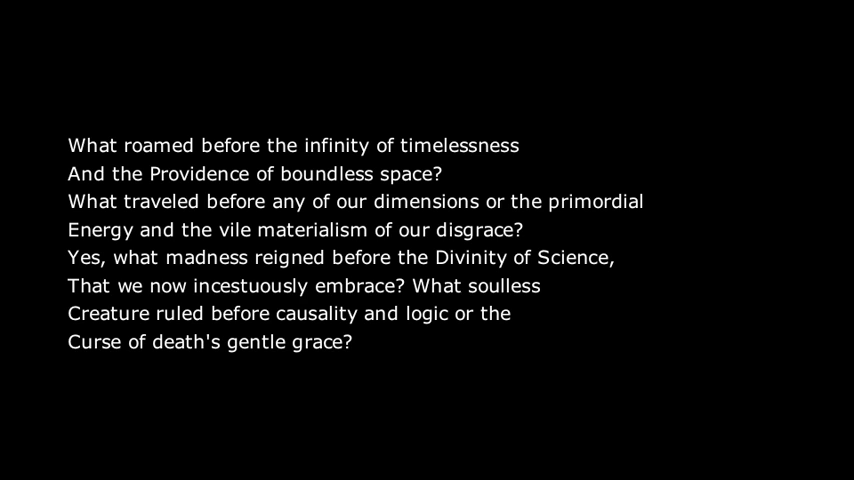 What roamed before the infinity of timelessness
And the Providence of boundless space?
What traveled before any of our dimensions or the primordial
Energy and the vile materialism of our disgrace?
Yes, what madness reigned before the Divinity of Science,
That we now incestuously embrace? What soulless
Creature ruled before causality and logic or the
Curse of death's gentle grace?